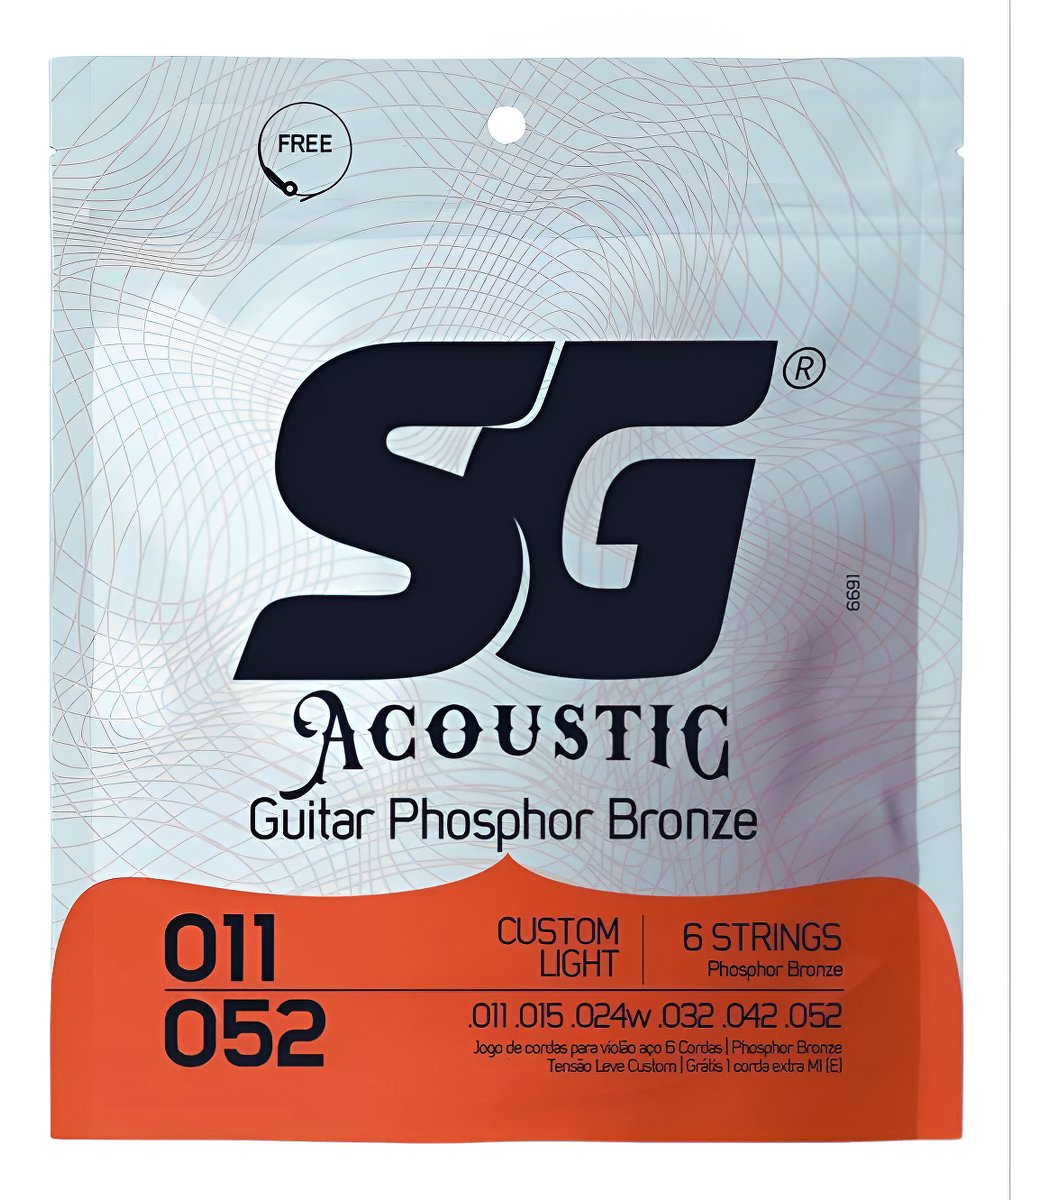 FREE
SG®
6691
ACOUSTIC
Guitar Phosphor Bronze
011
052
CUSTOM
LIGHT
6 STRINGS
Phosphor Bronze
.011 .015 .024w .032 .042 .052
Jogo de cordas para violão aço 6 Cordas | Phosphor Bronze
Tensão Leve Custom | Grátis 1 corda extra MI (E)